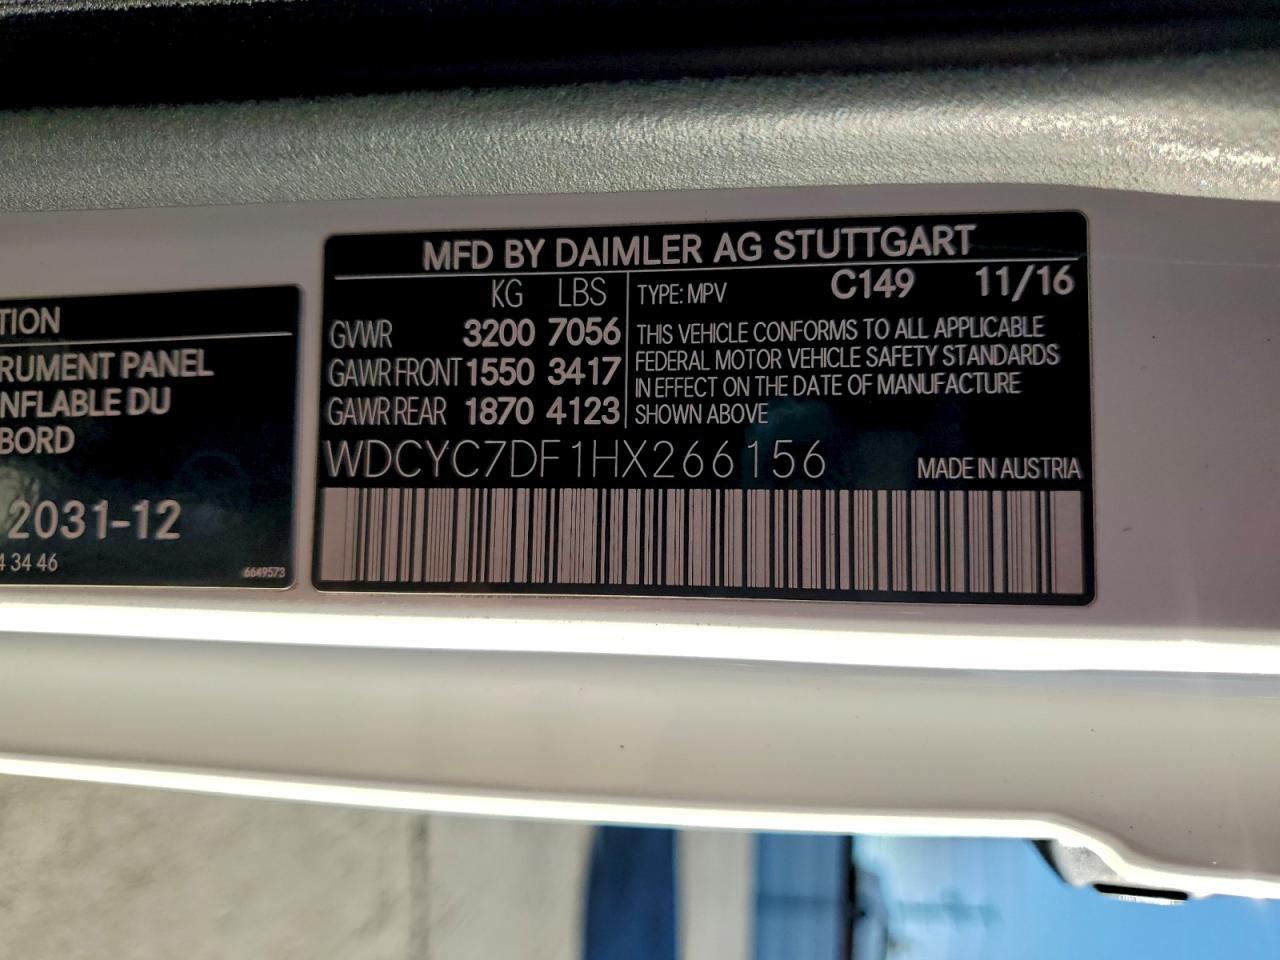 TION
RUMENT PANEL
NFLABLE DU
BORD
2031-12
4 34 46
6649573
MFD BY DAIMLER AG STUTTGART
KG LBS
GVWR 3200 7056
GAWR FRONT 1550 3417
GAWR REAR 1870 4123
TYPE: MPV C149 11/16
THIS VEHICLE CONFORMS TO ALL APPLICABLE
FEDERAL MOTOR VEHICLE SAFETY STANDARDS
IN EFFECT ON THE DATE OF MANUFACTURE
SHOWN ABOVE
WDCYC7DF1HX266156 MADE IN AUSTRIA